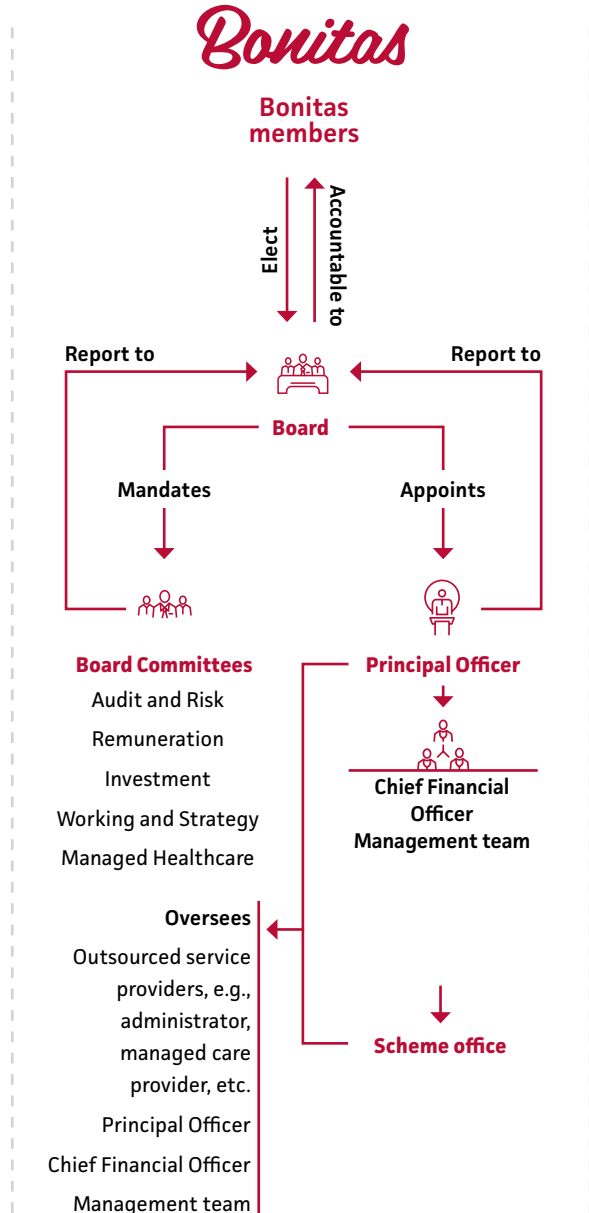 Bonitas
Bonitas
members
Elect
Accountable to
Report to
Report to
Board
Mandates
Appoints
Board Committees
Audit and Risk
Remuneration
Investment
Working and Strategy
Managed Healthcare
Principal Officer
Chief Financial
Officer
Management team
Oversees
Outsourced service
providers, e.g.,
administrator,
managed care
provider, etc.
Principal Officer
Chief Financial Officer
Management team
Scheme office